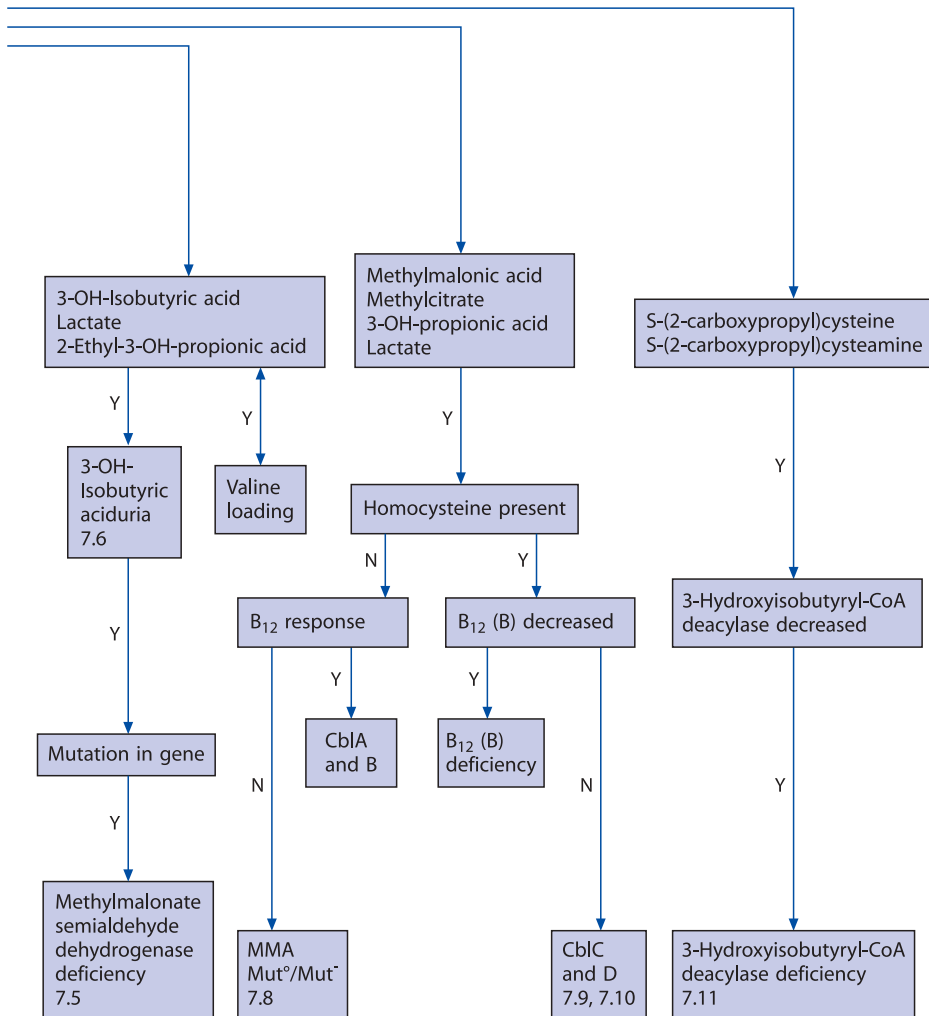 3-OH-Isobutyric acid
Lactate
2-Ethyl-3-OH-propionic acid
Methylmalonic acid
Methylcitrate
3-OH-propionic acid
Lactate
S-(2-carboxypropyl)cysteine
S-(2-carboxypropyl)cysteamine
Y
Y
Y
Y
3-OH-
Isobutyric
aciduria
7.6
Valine
loading
Homocysteine present
N
Y
Y
B₁₂ response
B₁₂ (B) decreased
3-Hydroxyisobutyryl-CoA
deacylase decreased
Y
Y
CblA
and B
B₁₂ (B)
deficiency
Mutation in gene
N
N
Y
Y
Methylmalonate
semialdehyde
dehydrogenase
deficiency
7.5
MMA
Mut°/Mut⁻
7.8
CblC
and D
7.9, 7.10
3-Hydroxyisobutyryl-CoA
deacylase deficiency
7.11